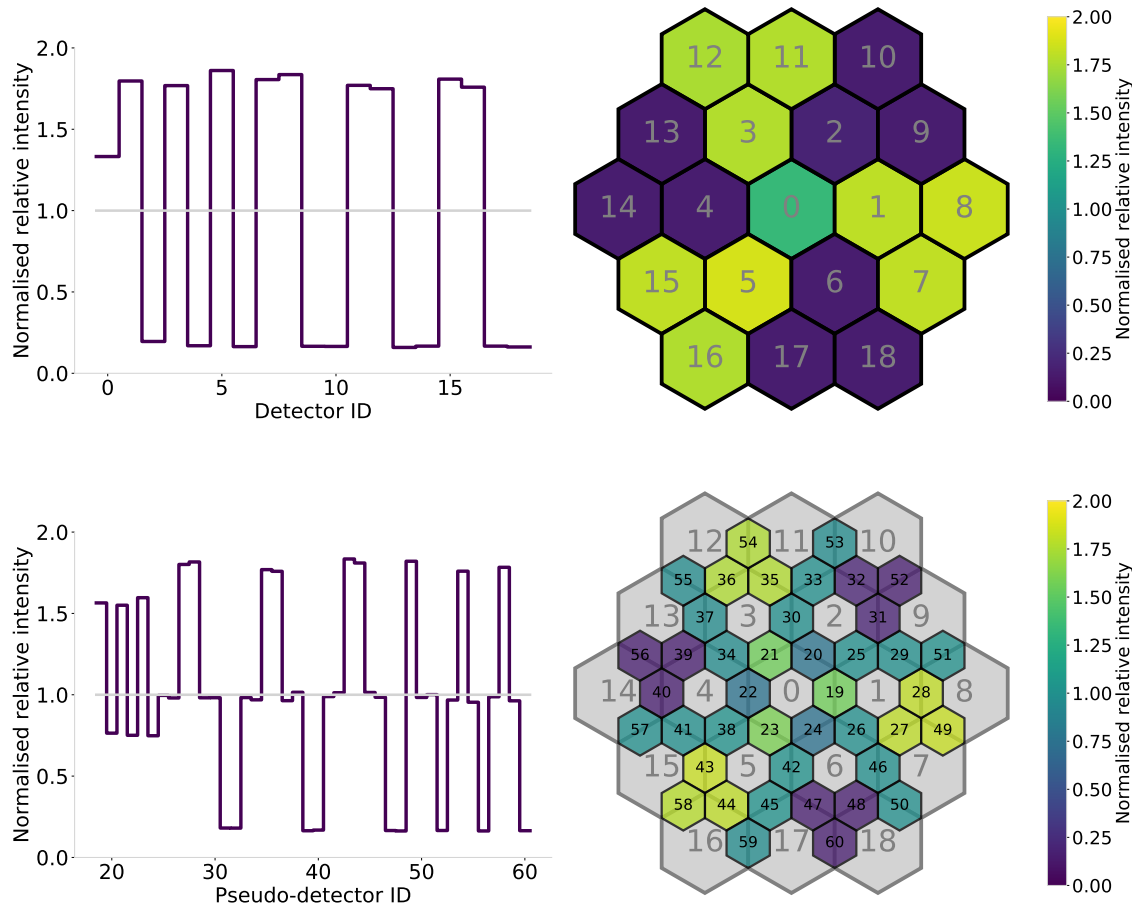 2.0
1.5
1.0
0.5
0.0
0
5
10
15
Detector ID
Normalised relative intensity
12 11 10
13 3 2 9
14 4 0 1 8
15 5 6 7
16 17 18
2.00
1.75
1.50
1.25
1.00
0.75
0.50
0.25
0.00
Normalised relative intensity
2.0
1.5
1.0
0.5
0.0
20
30
40
50
60
Pseudo-detector ID
Normalised relative intensity
12 54 11 53 10
55 36 35 33 32 52
13 37 3 30 2 31 9
56 39 34 21 20 25 29 51
14 40 4 22 0 19 1 28 8
57 41 38 23 24 26 27 49
15 43 5 42 6 46 7
58 44 45 47 48 50
16 59 17 60 18
2.00
1.75
1.50
1.25
1.00
0.75
0.50
0.25
0.00
Normalised relative intensity